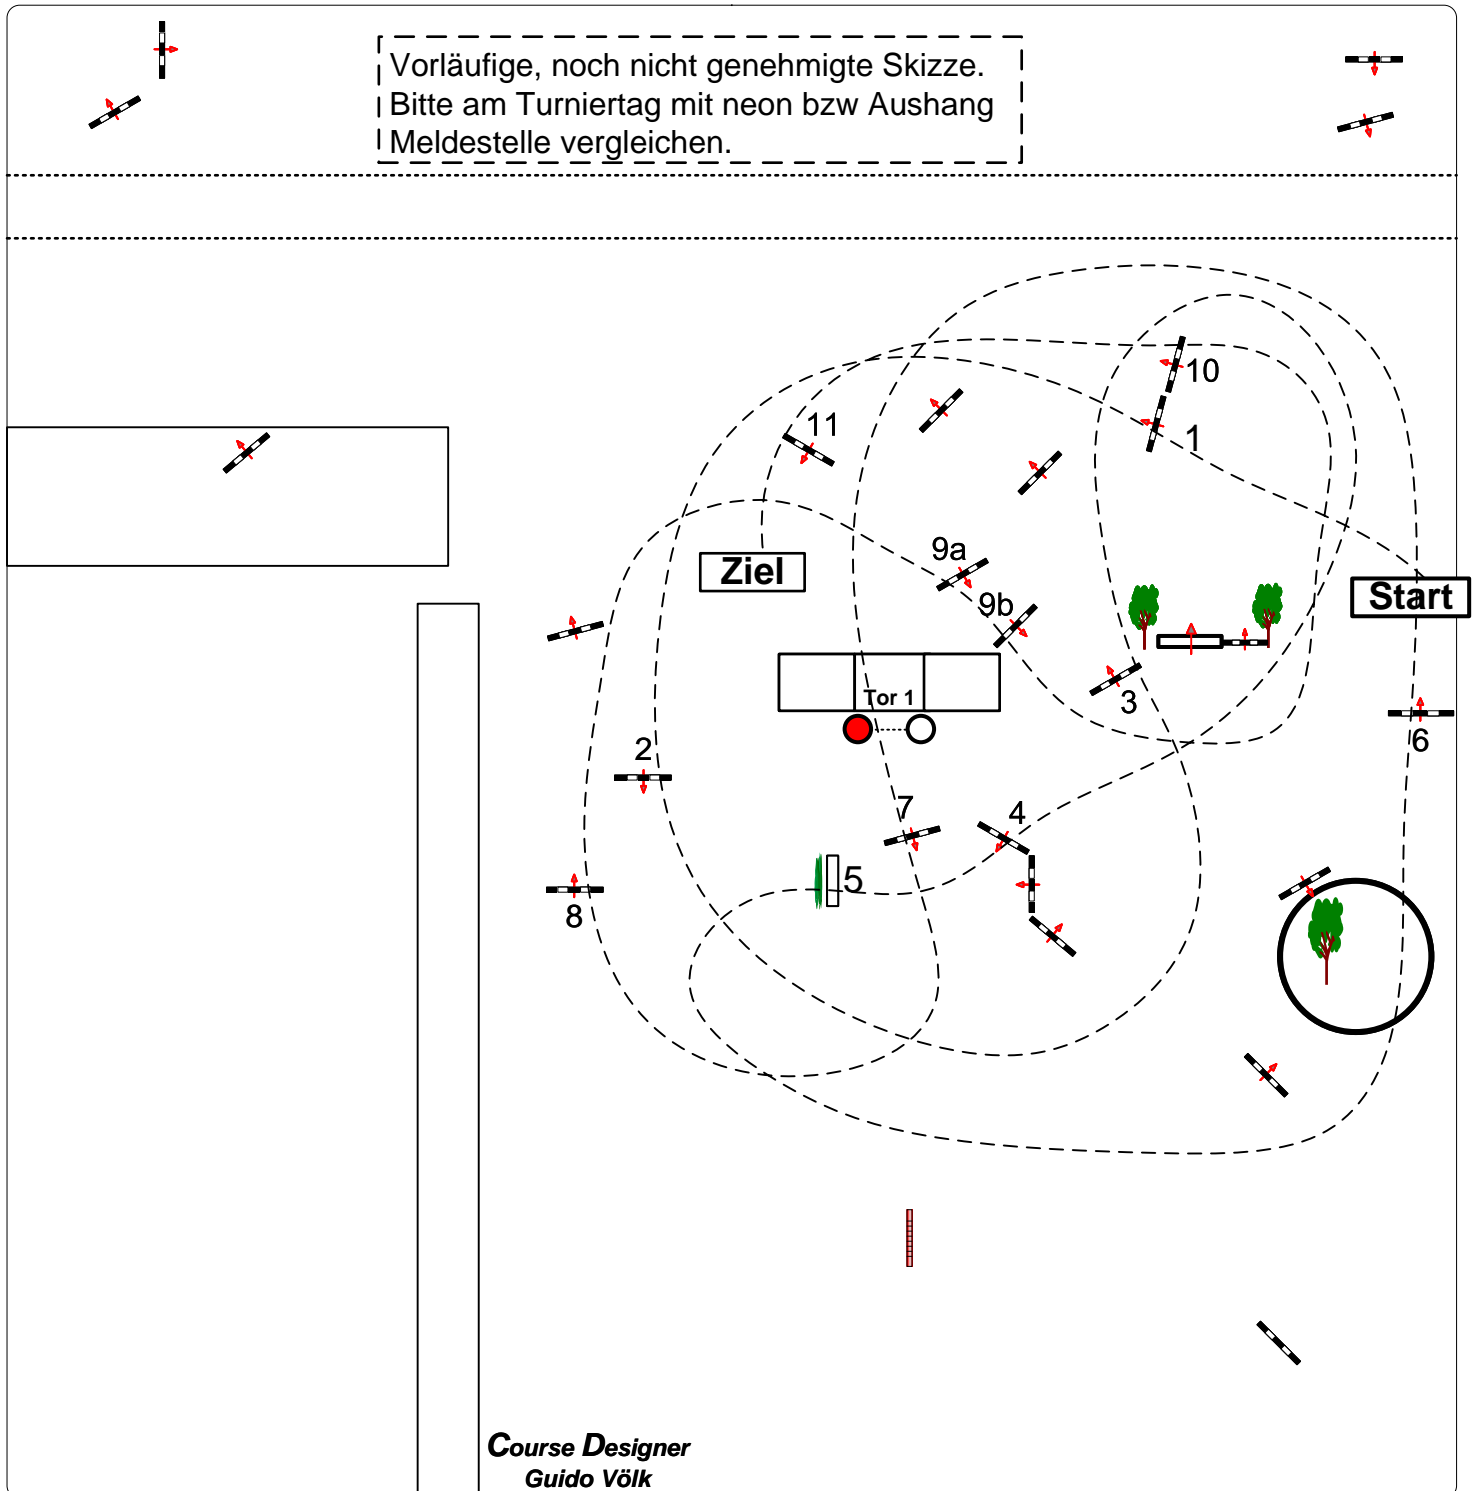 Vorläufige, noch nicht genehmigte Skizze.
Bitte am Turniertag mit neon bzw Aushang
Meldestelle vergleichen.
10
11
1
9a
Ziel
9b
Start
Tor 1
3
6
2
7
4
5
8
Course Designer
Guido Völk